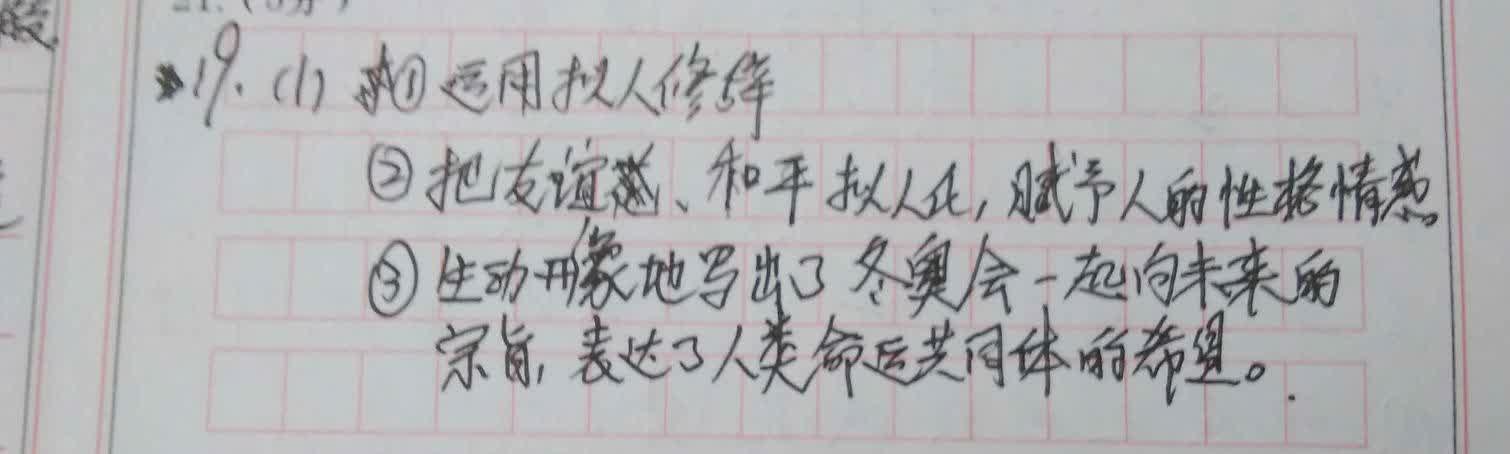 21.(5分)
19.(1)①运用拟人修辞
②把友谊、和平拟人化,赋予人的性格情感
③生动形象地写出了冬奥会一起向未来的
宗旨,表达了人类命运共同体的希望。